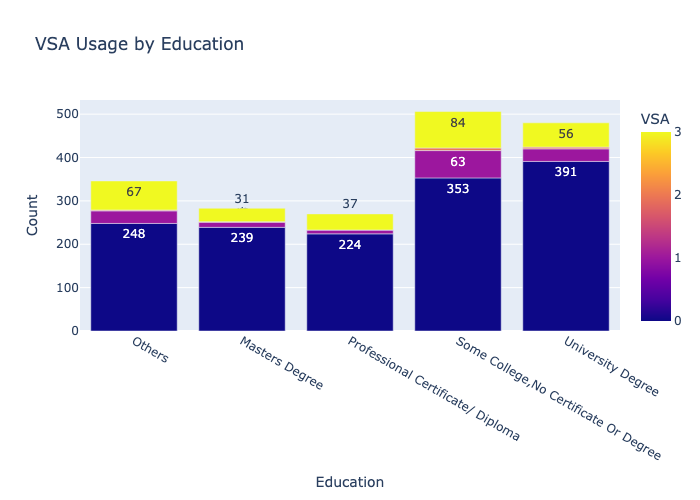 VSA Usage by Education
VSA
Count
500
400
300
200
100
0
67
248
31
239
37
224
84
63
353
56
391
3
2
1
0
Others
Masters Degree
Professional Certificate/ Diploma
Some College,No Certificate Or Degree
University Degree
Education